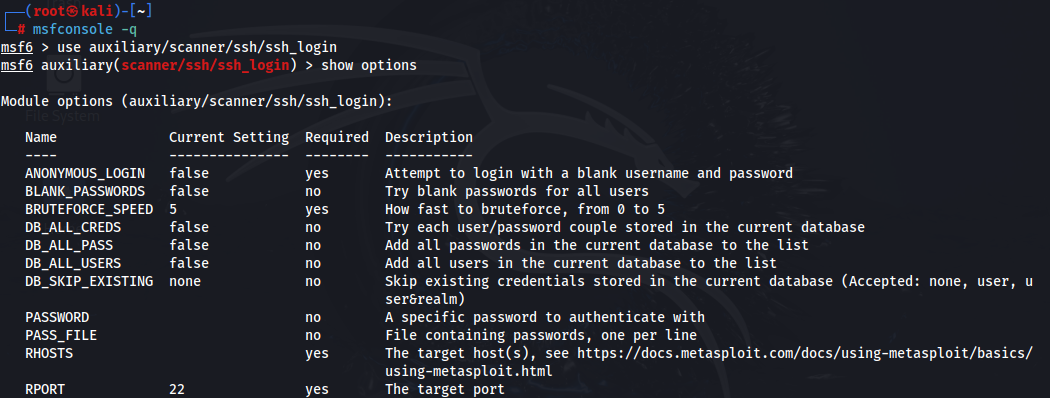 (root㉿kali)-[~]
# msfconsole -q
msf6 > use auxiliary/scanner/ssh/ssh_login
msf6 auxiliary(scanner/ssh/ssh_login) > show options
Module options (auxiliary/scanner/ssh/ssh_login):
File System
Name Current Setting Required Description
---- --------------- -------- -----------
ANONYMOUS_LOGIN false yes Attempt to login with a blank username and password
BLANK_PASSWORDS false no Try blank passwords for all users
BRUTEFORCE_SPEED 5 yes How fast to bruteforce, from 0 to 5
DB_ALL_CREDS false no Try each user/password couple stored in the current database
DB_ALL_PASS false no Add all passwords in the current database to the list
DB_ALL_USERS false no Add all users in the current database to the list
DB_SKIP_EXISTING none no Skip existing credentials stored in the current database (Accepted: none, user, u
ser&realm)
PASSWORD no A specific password to authenticate with
PASS_FILE no File containing passwords, one per line
RHOSTS yes The target host(s), see https://docs.metasploit.com/docs/using-metasploit/basics/
using-metasploit.html
RPORT 22 yes The target port